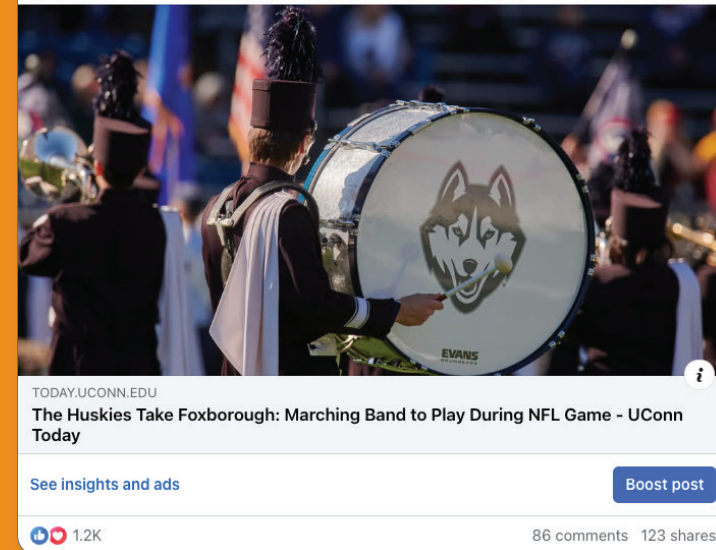 EVANS
DRUMHEADS
i
TODAY.UCONN.EDU
The Huskies Take Foxborough: Marching Band to Play During NFL Game - UConn
Today
See insights and ads
Boost post
1.2K
86 comments 123 shares